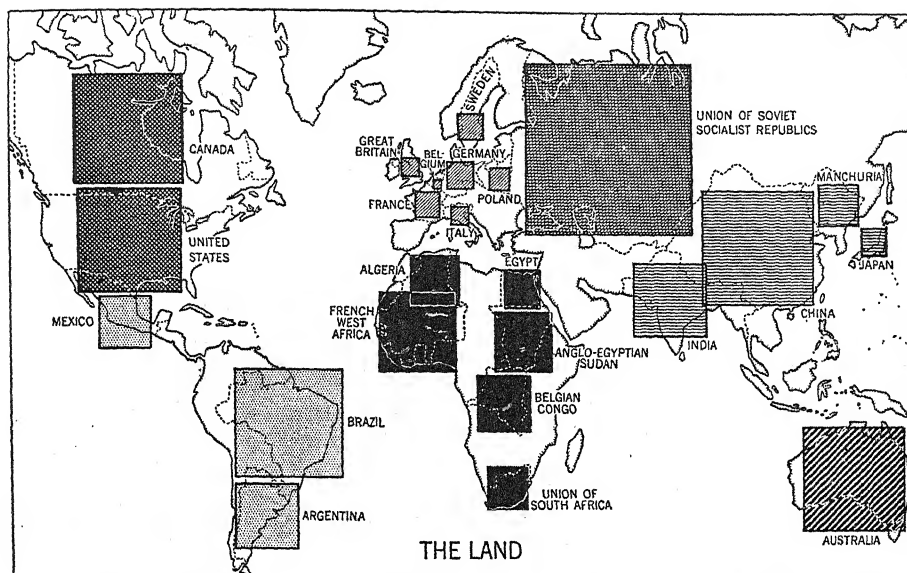 CANADA
UNITED
STATES
MEXICO
BRAZIL
ARGENTINA
SWEDEN
GREAT
BRITAIN
BEL-
GIUM
GERMANY
FRANCE
ITALY
POLAND
UNION OF SOVIET
SOCIALIST REPUBLICS
MANCHURIA
JAPAN
CHINA
INDIA
ALGERIA
EGYPT
FRENCH
WEST
AFRICA
ANGLO-EGYPTIAN
SUDAN
BELGIAN
CONGO
UNION OF
SOUTH AFRICA
AUSTRALIA
THE LAND